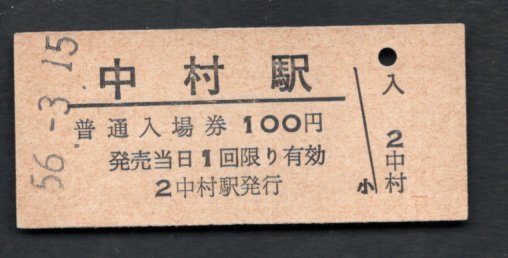 56.-3.15
中村駅
普通入場券 100円
発売当日1回限り有効
2中村駅発行
入
2中村
小